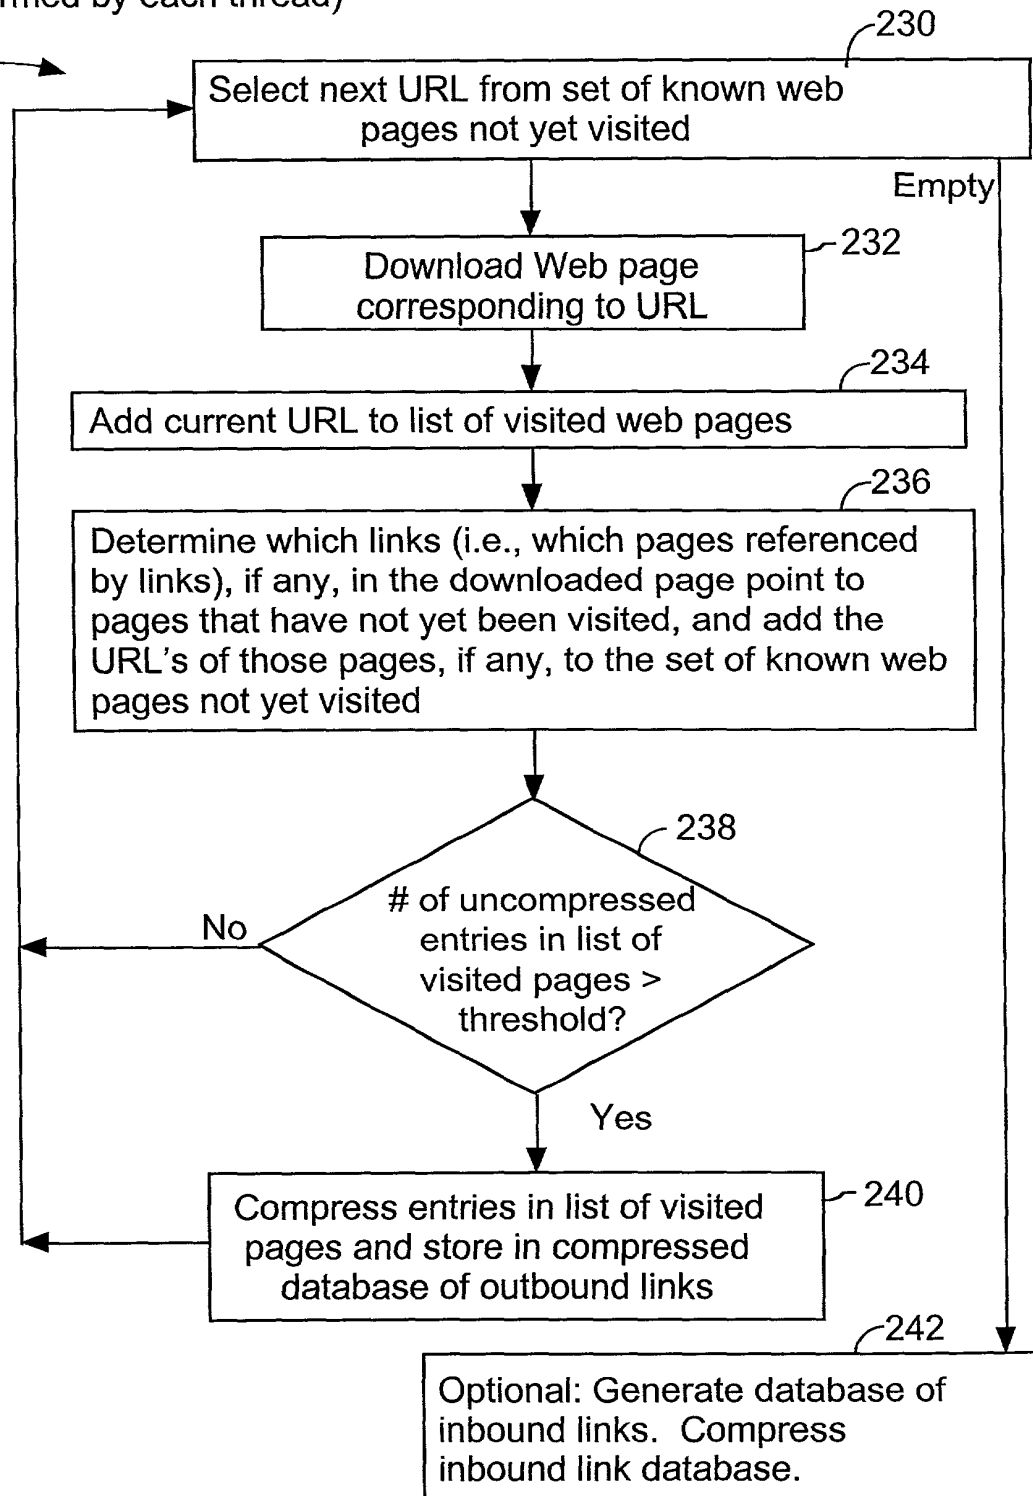 rmed by each thread)
230
Select next URL from set of known web
pages not yet visited
Empty
232
Download Web page
corresponding to URL
234
Add current URL to list of visited web pages
236
Determine which links (i.e., which pages referenced
by links), if any, in the downloaded page point to
pages that have not yet been visited, and add the
URL's of those pages, if any, to the set of known web
pages not yet visited
238
# of uncompressed
entries in list of
visited pages >
threshold?
No
Yes
240
Compress entries in list of visited
pages and store in compressed
database of outbound links
242
Optional: Generate database of
inbound links. Compress
inbound link database.